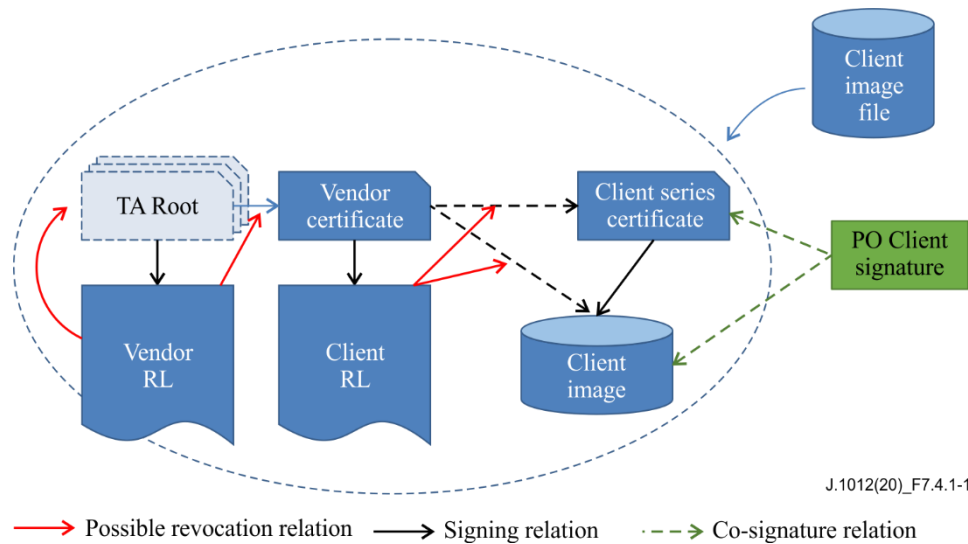 Client
image
file
TA Root
Vendor
certificate
Client series
certificate
PO Client
signature
Vendor
RL
Client
RL
Client
image
J.1012(20)_F7.4.1-1
Possible revocation relation
Signing relation
Co-signature relation